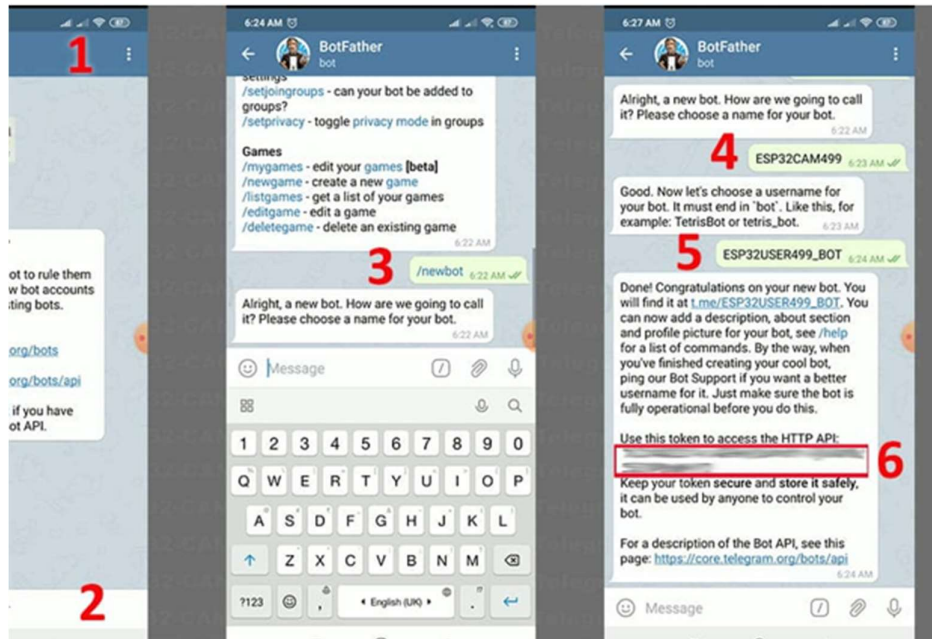 1
ot to rule them
w bot accounts
ting bots.
org/bots
org/bots/api
if you have
ot API.
2
6:24 AM
BotFather
bot
settings
/setjoingroups - can your bot be added to
groups?
/setprivacy - toggle privacy mode in groups
Games
/mygames - edit your games [beta]
/newgame - create a new game
/listgames - get a list of your games
/editgame - edit a game
/deletegame - delete an existing game
6:22 AM
3
/newbot 6:22 AM
Alright, a new bot. How are we going to call
it? Please choose a name for your bot.
6:22 AM
Message
1 2 3 4 5 6 7 8 9 0
Q W E R T Y U I O P
A S D F G H J K L
Z X C V B N M
?123 , English (UK) .
6:27 AM
BotFather
bot
Alright, a new bot. How are we going to call
it? Please choose a name for your bot.
6:22 AM
4
ESP32CAM499 6:23 AM
Good. Now let's choose a username for
your bot. It must end in `bot`. Like this, for
example: TetrisBot or tetris_bot.
6:23 AM
5
ESP32USER499_BOT 6:24 AM
Done! Congratulations on your new bot. You
will find it at t.me/ESP32USER499_BOT. You
can now add a description, about section
and profile picture for your bot, see /help
for a list of commands. By the way, when
you've finished creating your cool bot,
ping our Bot Support if you want a better
username for it. Just make sure the bot is
fully operational before you do this.
Use this token to access the HTTP API:
6
Keep your token secure and store it safely,
it can be used by anyone to control your
bot.
For a description of the Bot API, see this
page: https://core.telegram.org/bots/api
6:24 AM
Message